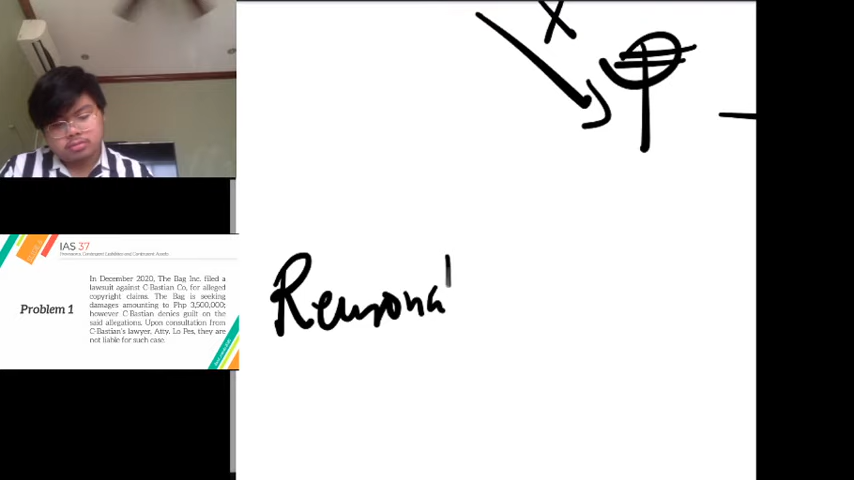 IAS 37
Provisions, Contingent Liabilities and Contingent Assets
Problem 1
In December 2020, The Bag Inc. filed a
lawsuit against C-Bastian Co, for alleged
copyright claims. The Bag is seeking
damages amounting to Php 3,500,000;
however C-Bastian denies guilt on the
said allegations. Upon consultation from
C-Bastian's lawyer, Atty. Lo Pes, they are
not liable for such case.
X
Reasonal